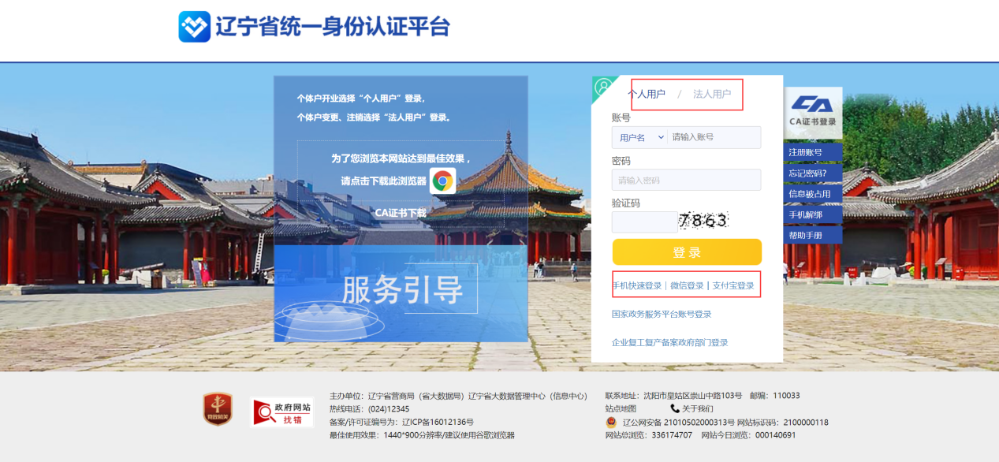 辽宁省统一身份认证平台
个体户开业选择“个人用户”登录，
个体户变更、注销选择“法人用户”登录。
为了您浏览本网站达到最佳效果，
请点击下载此浏览器
CA证书下载
服务引导
个人用户 / 法人用户
账号
用户名 请输入账号
密码
请输入密码
验证码
7863
登录
手机快速登录 | 微信登录 | 支付宝登录
国家政务服务平台账号登录
企业复工复产备案政府部门登录
CA证书登录
注册账号
忘记密码?
信息被占用
手机解绑
帮助手册
党政机关
政府网站
找错
主办单位：辽宁省营商局（省大数据局）辽宁省大数据管理中心（信息中心）
热线电话：(024)12345
备案/许可证编号为：辽ICP备16012136号
最佳使用效果：1440*900分辨率/建议使用谷歌浏览器
联系地址：沈阳市皇姑区崇山中路103号 邮编：110033
站点地图 关于我们
辽公网安备 21010502000313号 网站标识码：2100000118
网站总浏览：336174707 网站今日浏览：000140691